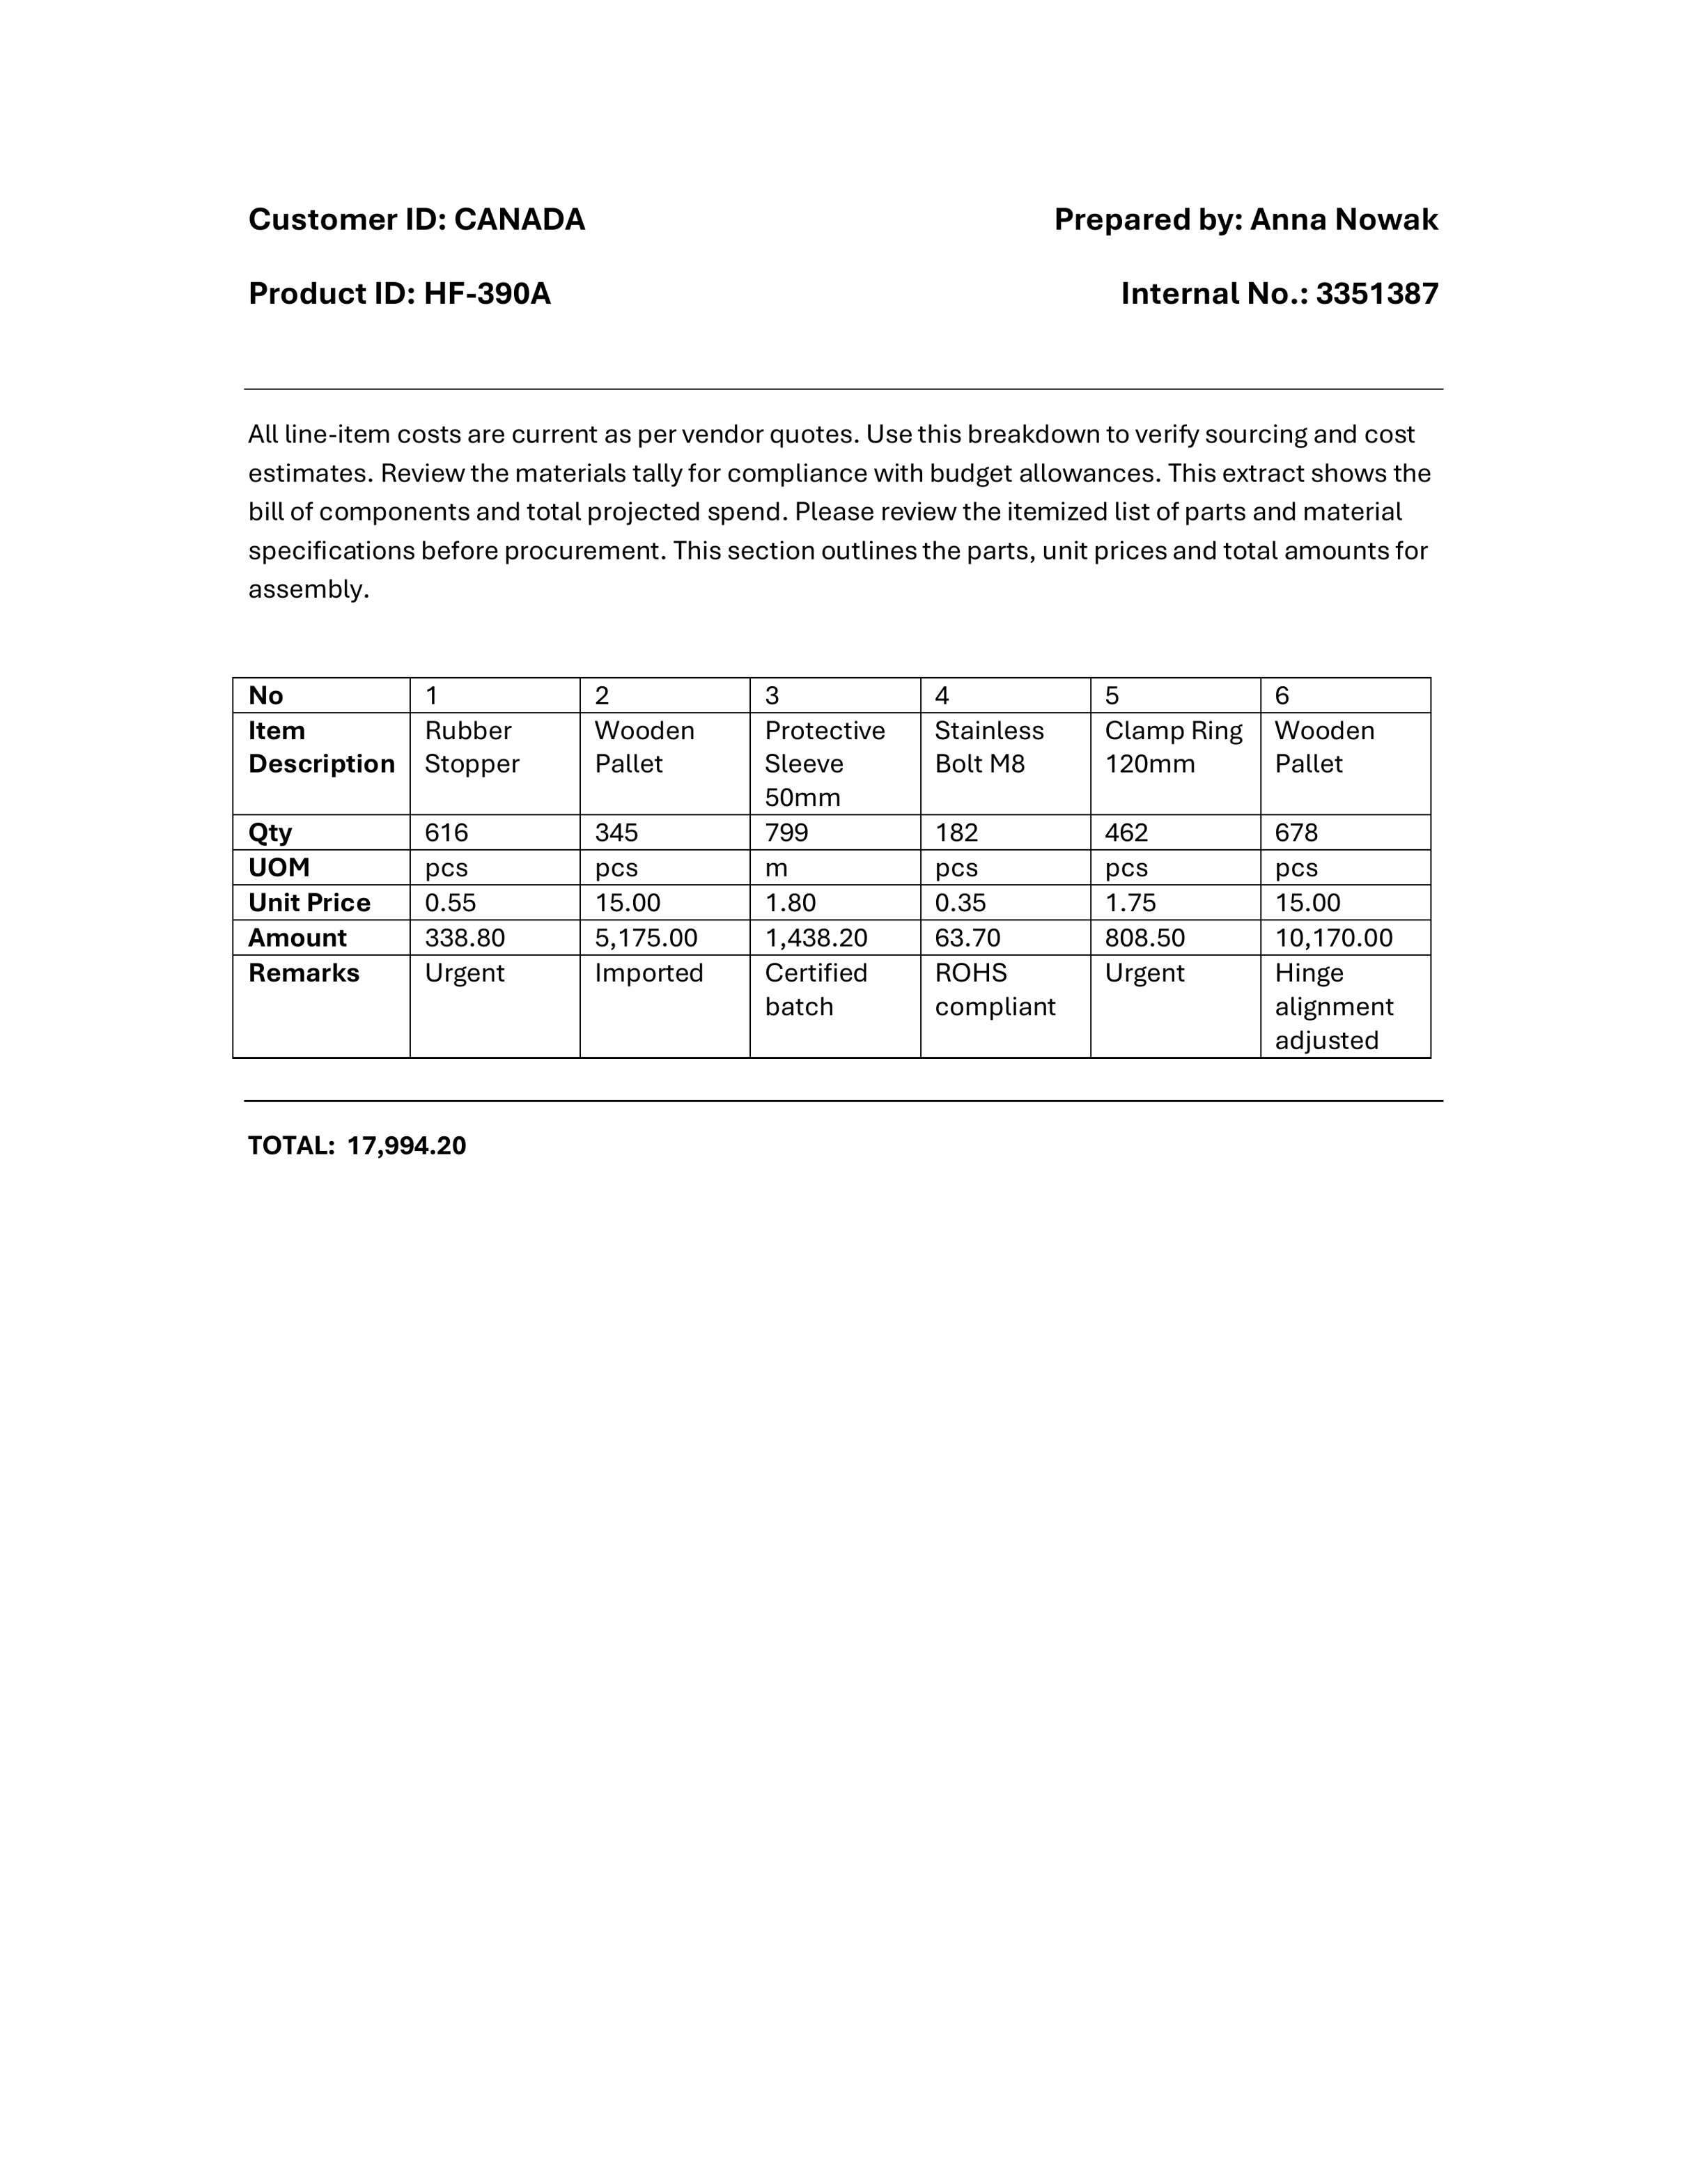 Customer ID: CANADA Prepared by: Anna Nowak
Product ID: HF-390A Internal No.: 3351387
All line-item costs are current as per vendor quotes. Use this breakdown to verify sourcing and cost
estimates. Review the materials tally for compliance with budget allowances. This extract shows the
bill of components and total projected spend. Please review the itemized list of parts and material
specifications before procurement. This section outlines the parts, unit prices and total amounts for
assembly.
No 1 2 3 4 5 6
Item Rubber Wooden Protective Stainless Clamp Ring Wooden
Description Stopper Pallet Sleeve Bolt M8 120mm Pallet
50mm
Qty 616 345 799 182 462 678
UOM pcs pcs m pcs pcs pcs
Unit Price 0.55 15.00 1.80 0.35 1.75 15.00
Amount 338.80 5,175.00 1,438.20 63.70 808.50 10,170.00
Remarks Urgent Imported Certified ROHS Urgent Hinge
batch compliant alignment
adjusted
TOTAL: 17,994.20